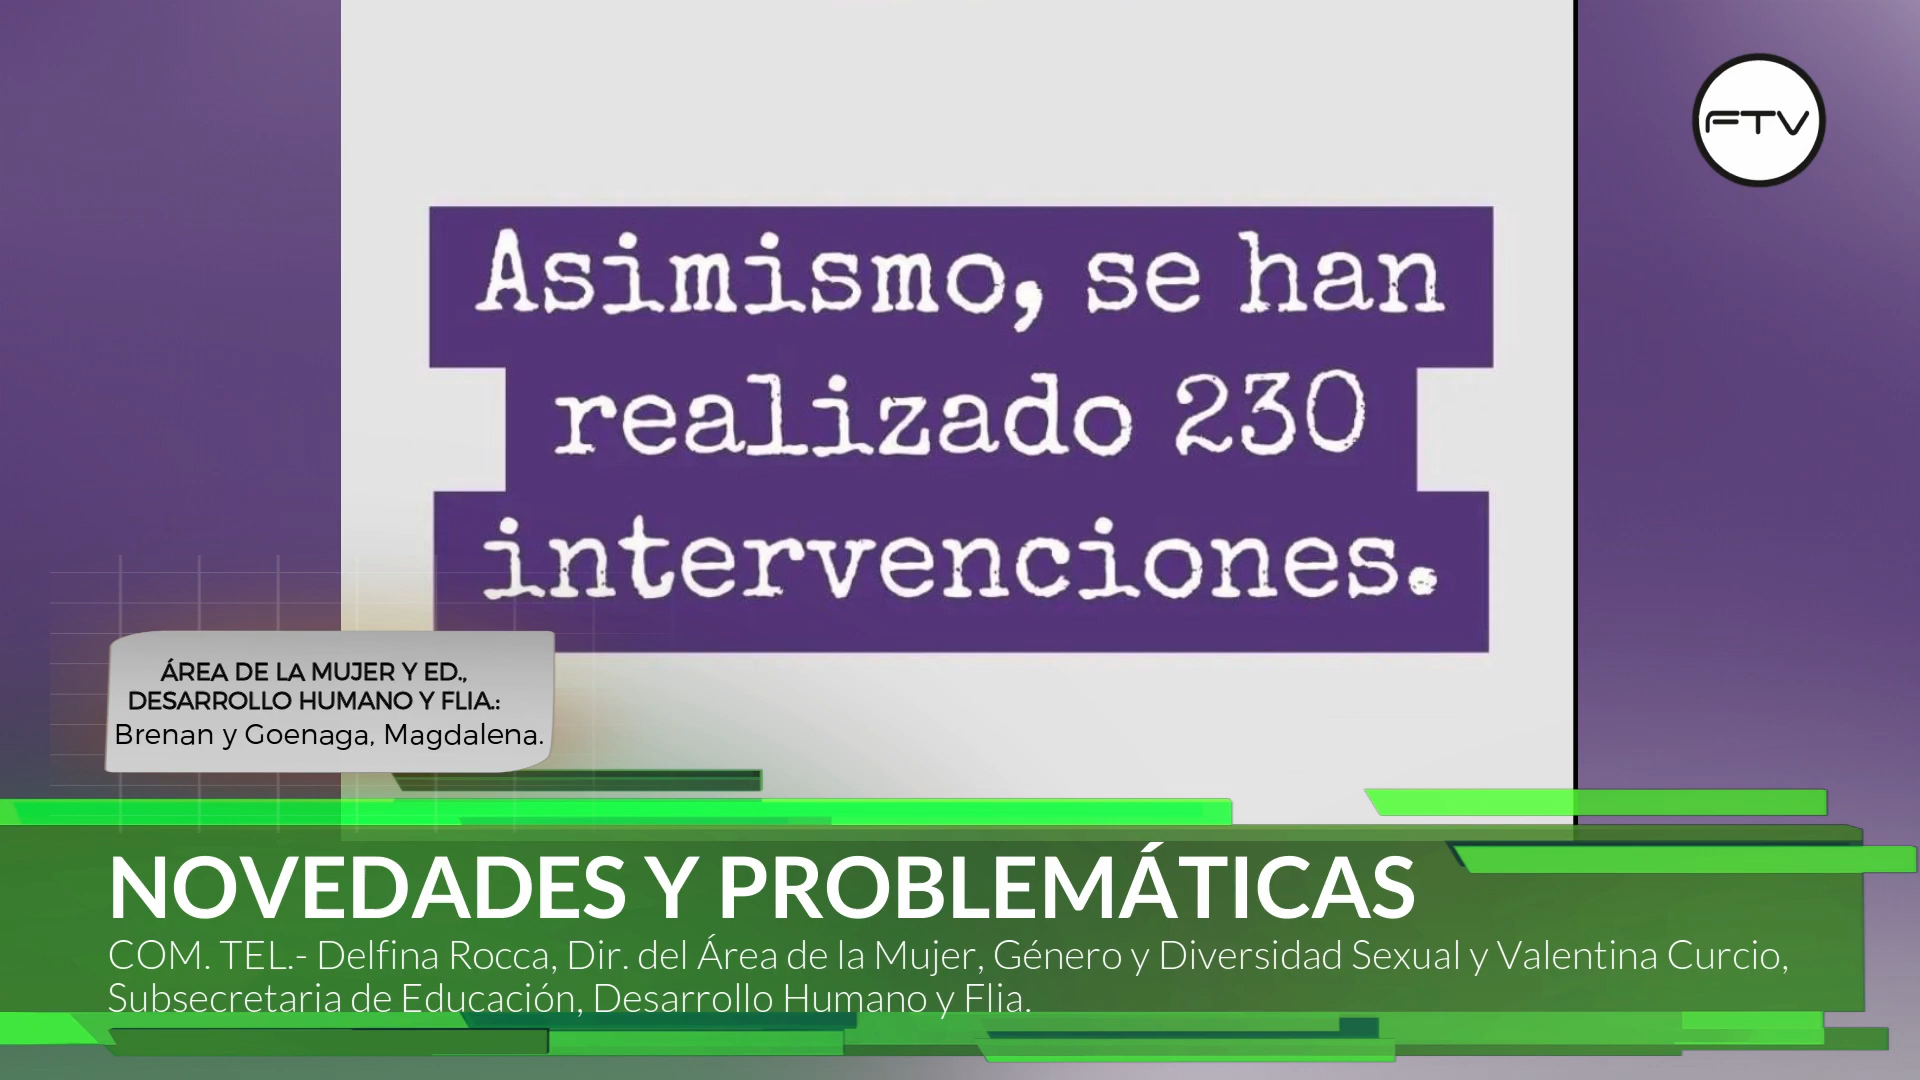 FTV
Asimismo, se han
realizado 230
intervenciones.
ÁREA DE LA MUJER Y ED.,
DESARROLLO HUMANO Y FLIA.:
Brenan y Goenaga, Magdalena.
NOVEDADES Y PROBLEMÁTICAS
COM. TEL.- Delfina Rocca, Dir. del Área de la Mujer, Género y Diversidad Sexual y Valentina Curcio,
Subsecretaria de Educación, Desarrollo Humano y Flia.